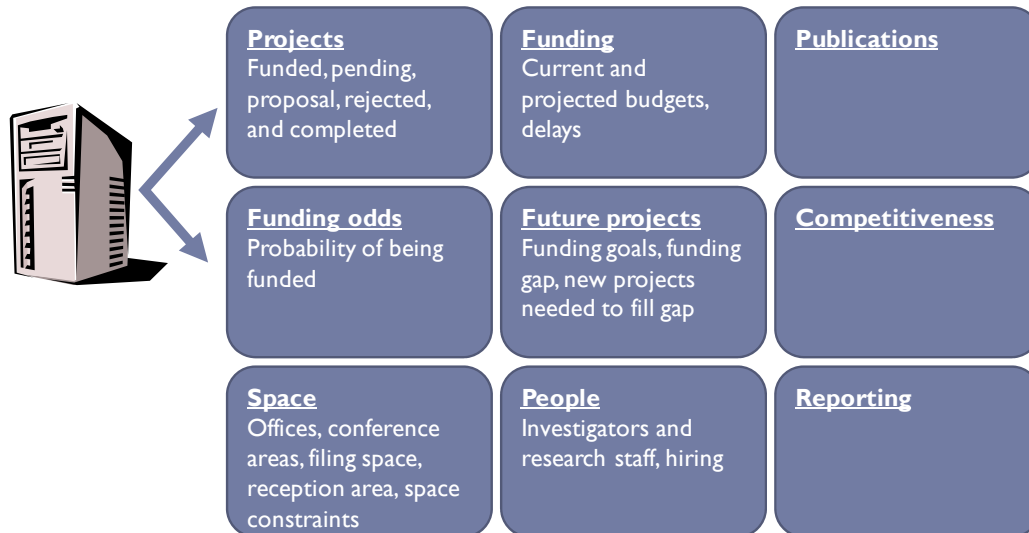 Projects
Funded, pending,
proposal, rejected,
and completed
Funding
Current and
projected budgets,
delays
Publications
Funding odds
Probability of being
funded
Future projects
Funding goals, funding
gap, new projects
needed to fill gap
Competitiveness
Space
Offices, conference
areas, filing space,
reception area, space
constraints
People
Investigators and
research staff, hiring
Reporting